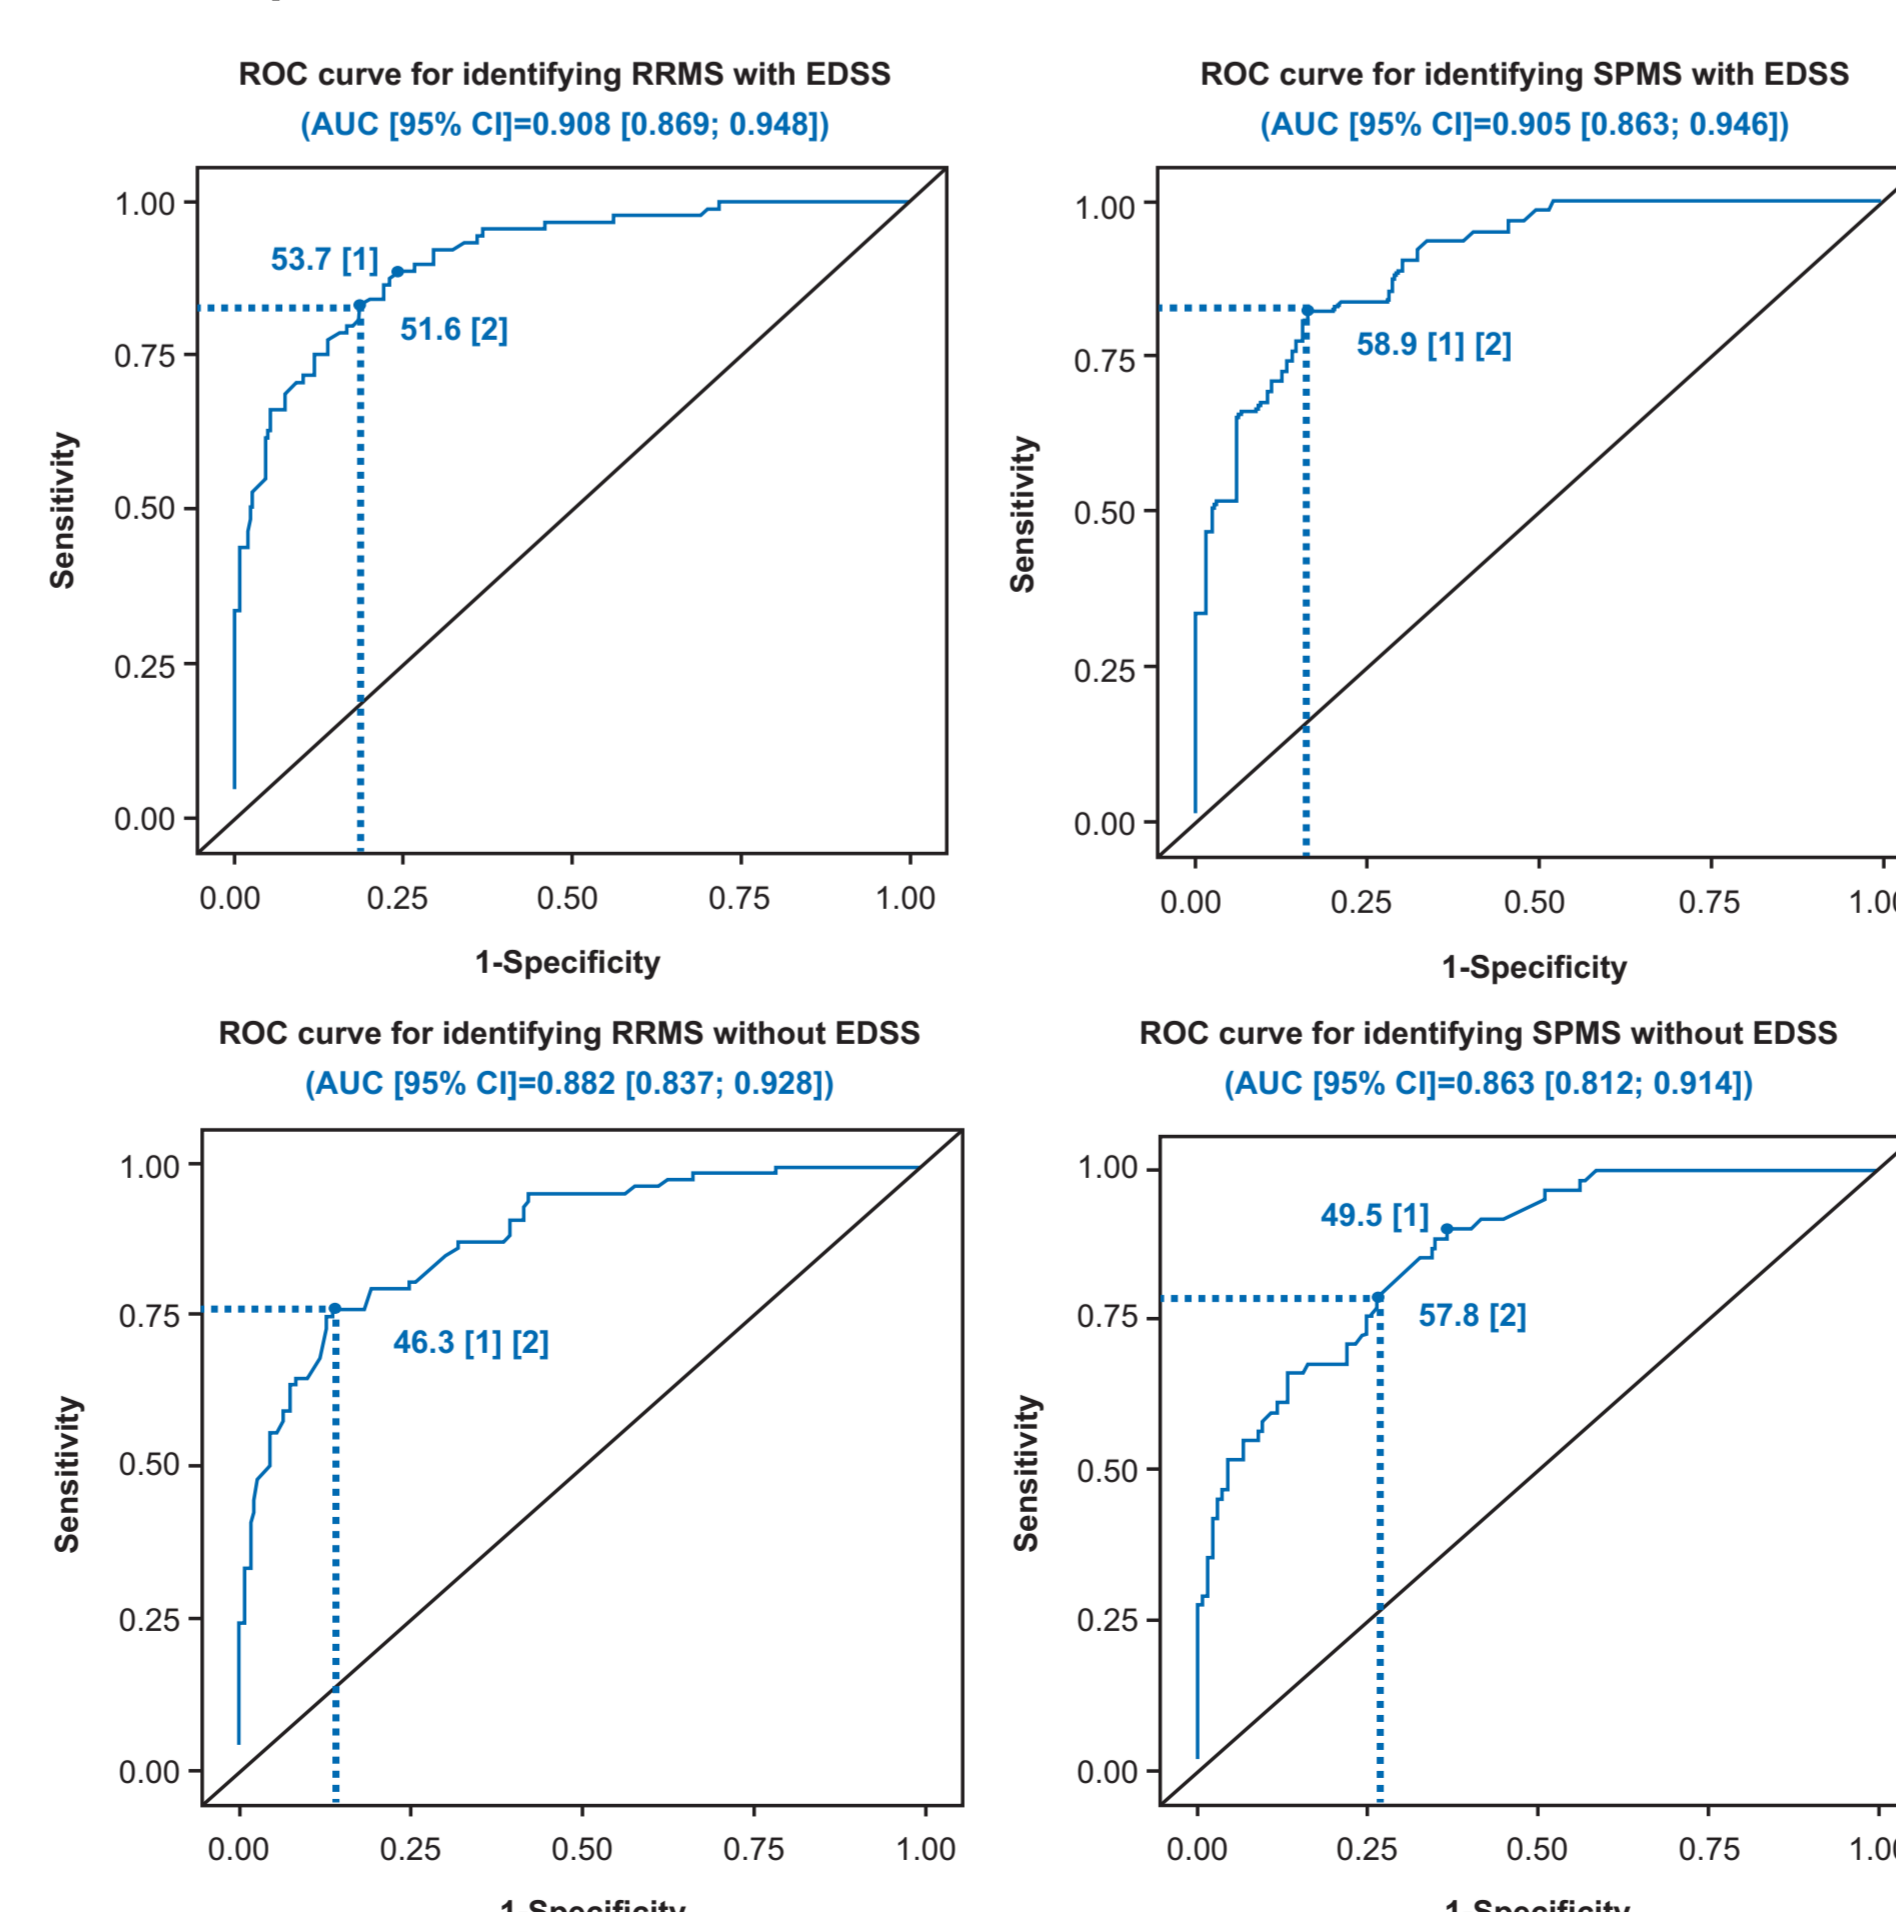 ROC curve for identifying RRMS with EDSS
(AUC [95% CI]=0.908 [0.869; 0.948])
1.00
0.75
0.50
0.25
0.00
Sensitivity
53.7 [1]
51.6 [2]
0.00 0.25 0.50 0.75 1.00
1-Specificity
ROC curve for identifying SPMS with EDSS
(AUC [95% CI]=0.905 [0.863; 0.946])
1.00
0.75
0.50
0.25
0.00
Sensitivity
58.9 [1] [2]
0.00 0.25 0.50 0.75 1.00
1-Specificity
ROC curve for identifying RRMS without EDSS
(AUC [95% CI]=0.882 [0.837; 0.928])
1.00
0.75
0.50
0.25
0.00
Sensitivity
46.3 [1] [2]
0.00 0.25 0.50 0.75 1.00
1-Specificity
ROC curve for identifying SPMS without EDSS
(AUC [95% CI]=0.863 [0.812; 0.914])
1.00
0.75
0.50
0.25
0.00
Sensitivity
49.5 [1]
57.8 [2]
0.00 0.25 0.50 0.75 1.00
1-Specificity